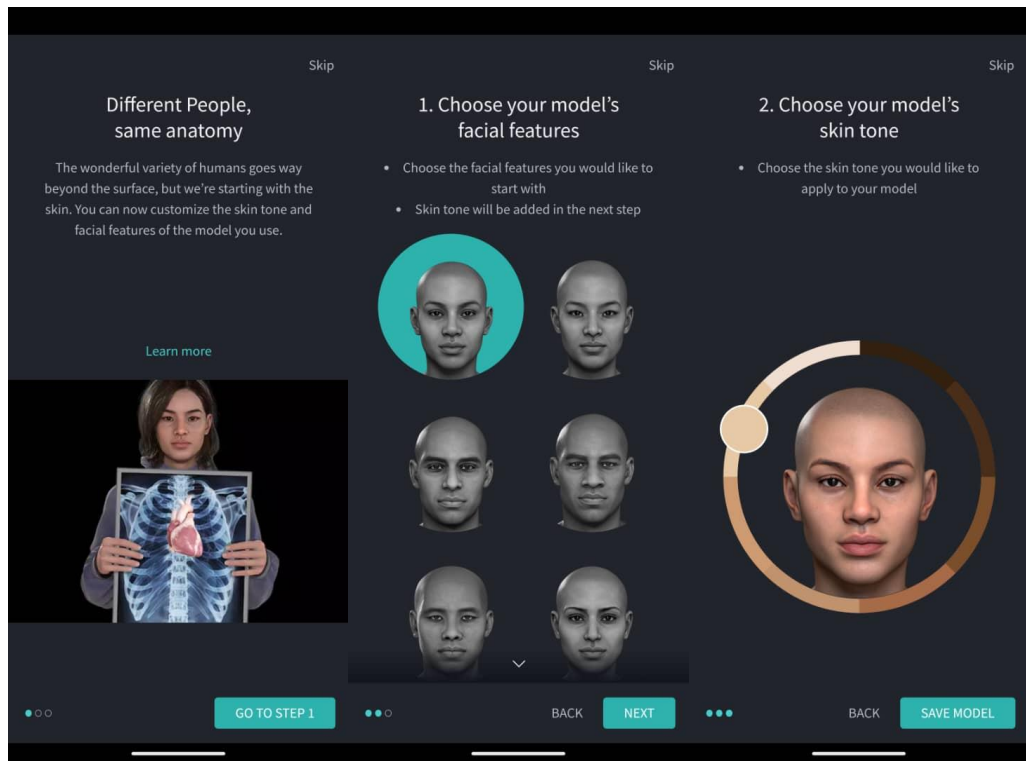 Skip
Different People,
same anatomy
The wonderful variety of humans goes way
beyond the surface, but we’re starting with the
skin. You can now customize the skin tone and
facial features of the model you use.
Learn more
GO TO STEP 1
Skip
1. Choose your model’s
facial features
• Choose the facial features you would like to
start with
• Skin tone will be added in the next step
BACK
NEXT
Skip
2. Choose your model’s
skin tone
• Choose the skin tone you would like to
apply to your model
BACK
SAVE MODEL